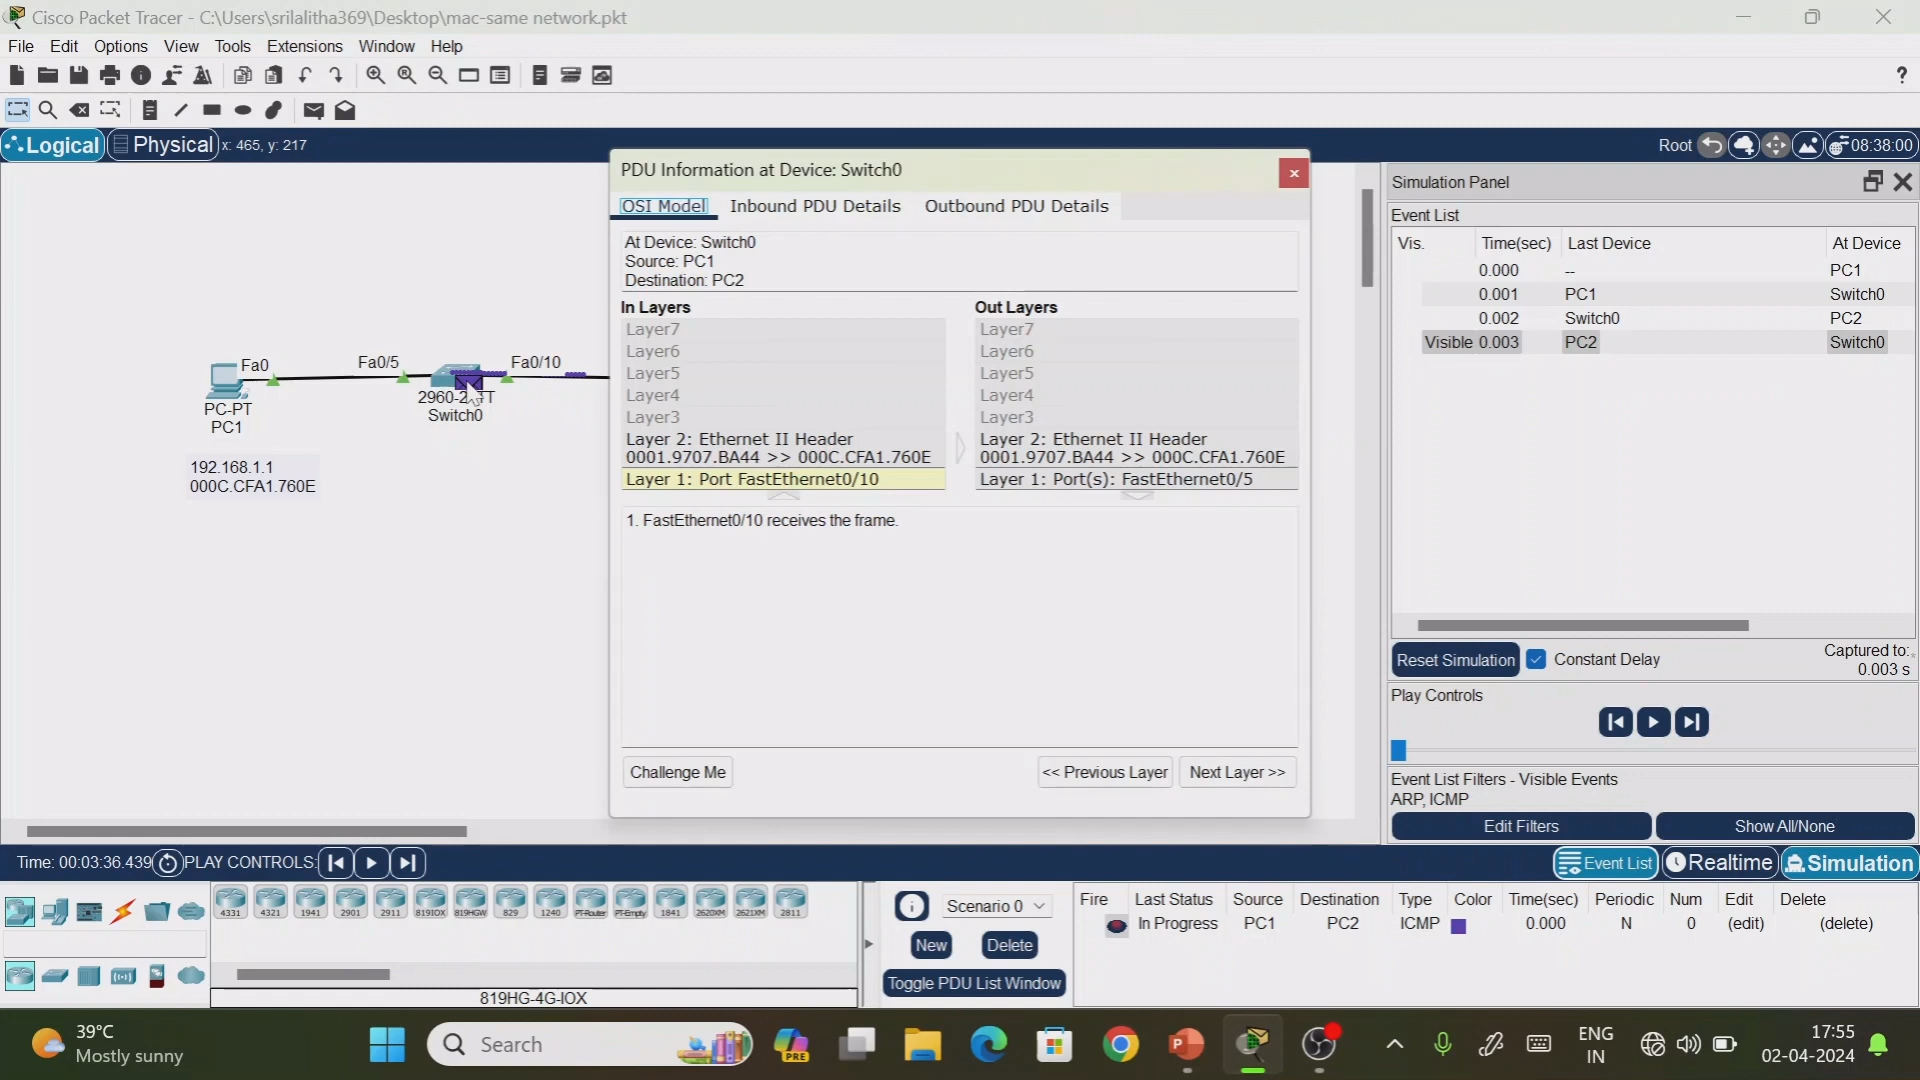 Cisco Packet Tracer - C:\Users\srilalitha369\Desktop\mac-same network.pkt
File Edit Options View Tools Extensions Window Help
?
Logical Physical x: 465, y: 217 Root 08:38:00
PDU Information at Device: Switch0
OSI Model Inbound PDU Details Outbound PDU Details
At Device: Switch0
Source: PC1
Destination: PC2
In Layers Out Layers
Layer7 Layer7
Layer6 Layer6
Layer5 Layer5
Layer4 Layer4
Layer3 Layer3
Layer 2: Ethernet II Header Layer 2: Ethernet II Header
0001.9707.BA44 >> 000C.CFA1.760E 0001.9707.BA44 >> 000C.CFA1.760E
Layer 1: Port FastEthernet0/10 Layer 1: Port(s): FastEthernet0/5
1. FastEthernet0/10 receives the frame.
Challenge Me << Previous Layer Next Layer >>
Fa0 Fa0/5 Fa0/10
PC-PT
PC1
Switch0
192.168.1.1
000C.CFA1.760E
Simulation Panel
Event List
Vis. Time(sec) Last Device At Device
0.000 -- PC1
0.001 PC1 Switch0
0.002 Switch0 PC2
Visible 0.003 PC2 Switch0
Reset Simulation Constant Delay Captured to:
0.003 s
Play Controls
Event List Filters - Visible Events
ARP, ICMP
Edit Filters Show All/None
Time: 00:03:36.439 PLAY CONTROLS: Event List Realtime Simulation
4331 4321 1941 2901 2911 819IOX 819HGW 829 1240 PT-Router PT-Empty 1841 2620XM 2621XM 2811
819HG-4G-IOX
Scenario 0
New Delete
Toggle PDU List Window
Fire Last Status Source Destination Type Color Time(sec) Periodic Num Edit Delete
In Progress PC1 PC2 ICMP 0.000 N 0 (edit) (delete)
39°C
Mostly sunny
Search
PRE
ENG
IN
17:55
02-04-2024